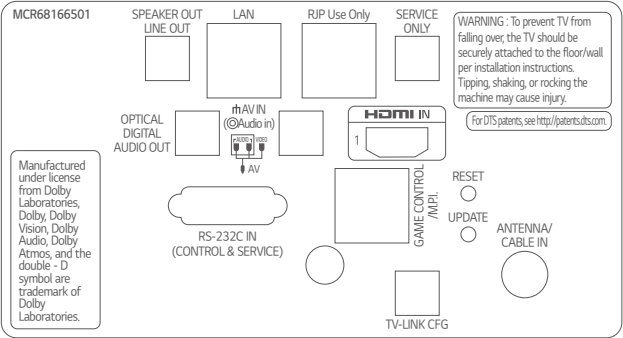 MCR68166501
SPEAKER OUT
LINE OUT
LAN
RJP Use Only
SERVICE
ONLY
WARNING : To prevent TV from
falling over, the TV should be
securely attached to the floor/wall
per installation instructions.
Tipping, shaking, or rocking the
machine may cause injury.
For DTS patents, see http://patents.dts.com.
OPTICAL
DIGITAL
AUDIO OUT
AV IN
(Audio in)
AUDIO VIDEO
AV
HDMI IN
1
Manufactured
under license
from Dolby
Laboratories,
Dolby, Dolby
Vision, Dolby
Audio, Dolby
Atmos, and the
double - D
symbol are
trademark of
Dolby
Laboratories.
RS-232C IN
(CONTROL & SERVICE)
GAME CONTROL
/M.P.I.
RESET
UPDATE
ANTENNA/
CABLE IN
TV-LINK CFG